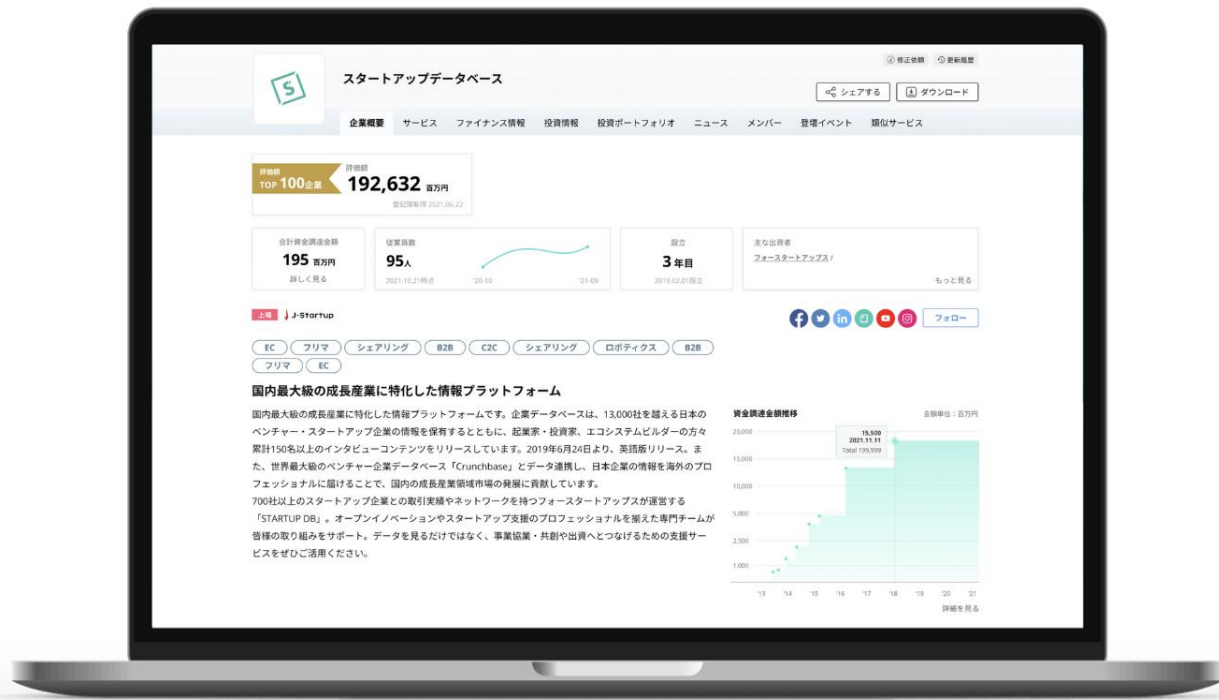 修正依頼 更新履歴
S
スタートアップデータベース
シェアする ダウンロード
企業概要 サービス ファイナンス情報 投資情報 投資ポートフォリオ ニュース メンバー 登壇イベント 類似サービス
評価額
TOP 100企業
評価額
192,632 百万円
登記簿取得 2021.06.22
合計資金調達金額
195 百万円
詳しく見る
従業員数
95人
2021.10.21時点 '20-10 '21-09
設立
3 年目
2019.02.01設立
主な出資者
フォースタートアップス /
もっと見る
上場 J-Startup
フォロー
EC フリマ シェアリング B2B C2C シェアリング ロボティクス B2B
フリマ EC
国内最大級の成長産業に特化した情報プラットフォーム
国内最大級の成長産業に特化した情報プラットフォームです。企業データベースは、13,000社を越える日本の
ベンチャー・スタートアップ企業の情報を保有するとともに、起業家・投資家、エコシステムビルダーの方々
累計150名以上のインタビューコンテンツをリリースしています。2019年6月24日より、英語版リリース。ま
た、世界最大級のベンチャー企業データベース「Crunchbase」とデータ連携し、日本企業の情報を海外のプロ
フェッショナルに届けることで、国内の成長産業領域市場の発展に貢献しています。
700社以上のスタートアップ企業との取引実績やネットワークを持つフォースタートアップスが運営する
「STARTUP DB」。オープンイノベーションやスタートアップ支援のプロフェッショナルを揃えた専門チームが
皆様の取り組みをサポート。データを見るだけではなく、事業協業・共創や出資へとつなげるための支援サー
ビスをぜひご活用ください。
資金調達金額推移 金額単位：百万円
20,000
15,500
2021.11.11
Total 199,999
15,000
10,000
5,000
2,500
1,000
'13 '14 '15 '16 '17 '18 '19 '20 '21
詳細を見る